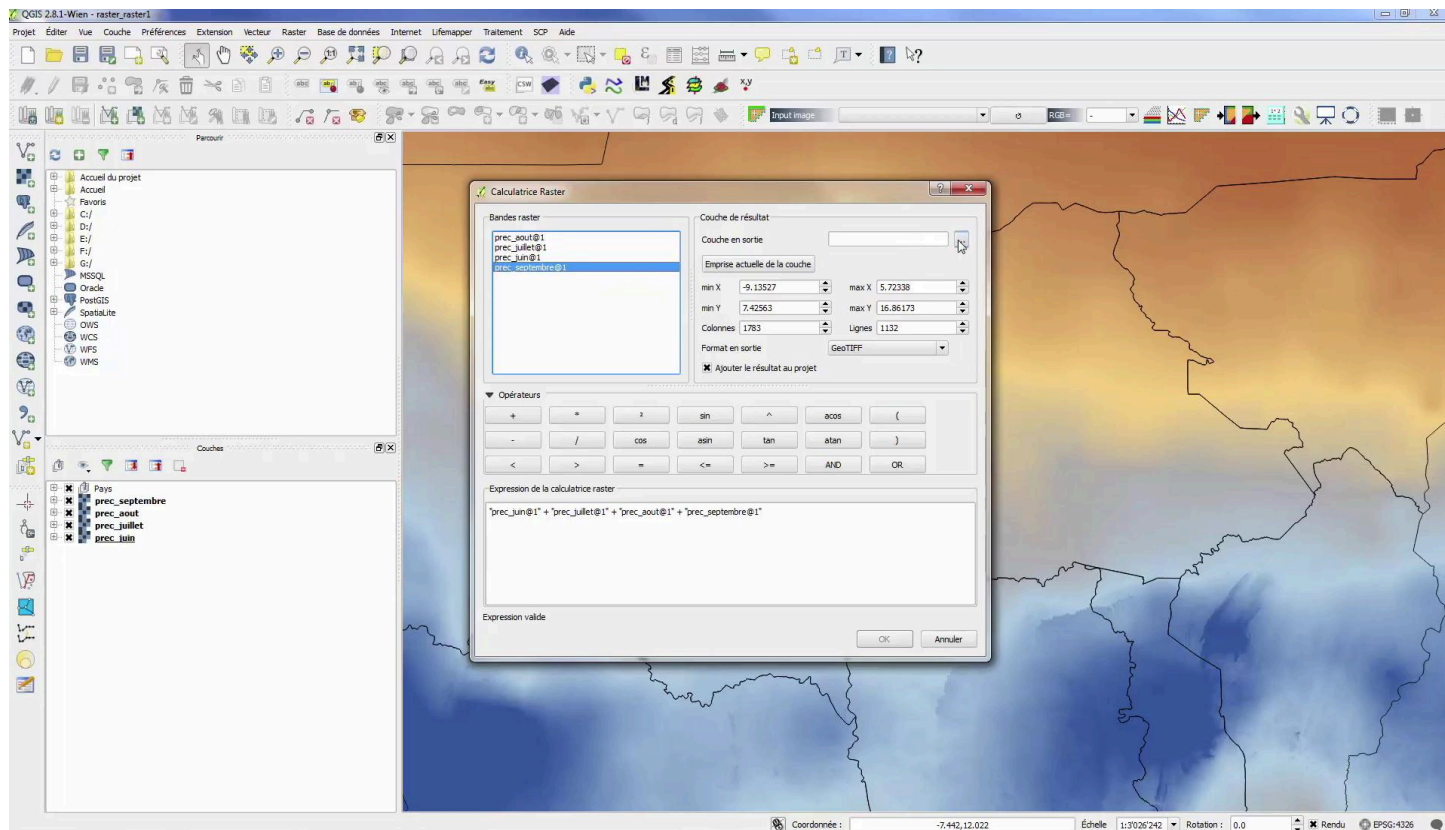 QGIS 2.8.1-Wien - raster_raster1
Projet Éditer Vue Couche Préférences Extension Vecteur Raster Base de données Internet Lifemapper Traitement SCP Aide
Input image
RGB= -
Parcourir
Accueil du projet
Accueil
Favoris
C:/
D:/
E:/
F:/
G:/
MSSQL
Oracle
PostGIS
SpatiaLite
OWS
WCS
WFS
WMS
Couches
Pays
prec_septembre
prec_aout
prec_juillet
prec_juin
Calculatrice Raster
Bandes raster
prec_aout@1
prec_juillet@1
prec_juin@1
prec_septembre@1
Couche de résultat
Couche en sortie
Emprise actuelle de la couche
min X -9.13527 max X 5.72338
min Y 7.42563 max Y 16.86173
Colonnes 1783 Lignes 1132
Format en sortie GeoTIFF
Ajouter le résultat au projet
Opérateurs
+ * ² sin ^ acos (
- / cos asin tan atan )
< > = <= >= AND OR
Expression de la calculatrice raster
"prec_juin@1" + "prec_juillet@1" + "prec_aout@1" + "prec_septembre@1"
Expression valide
OK Annuler
Coordonnée : -7.442,12.022 Échelle 1:3'026'242 Rotation : 0.0 Rendu EPSG:4326